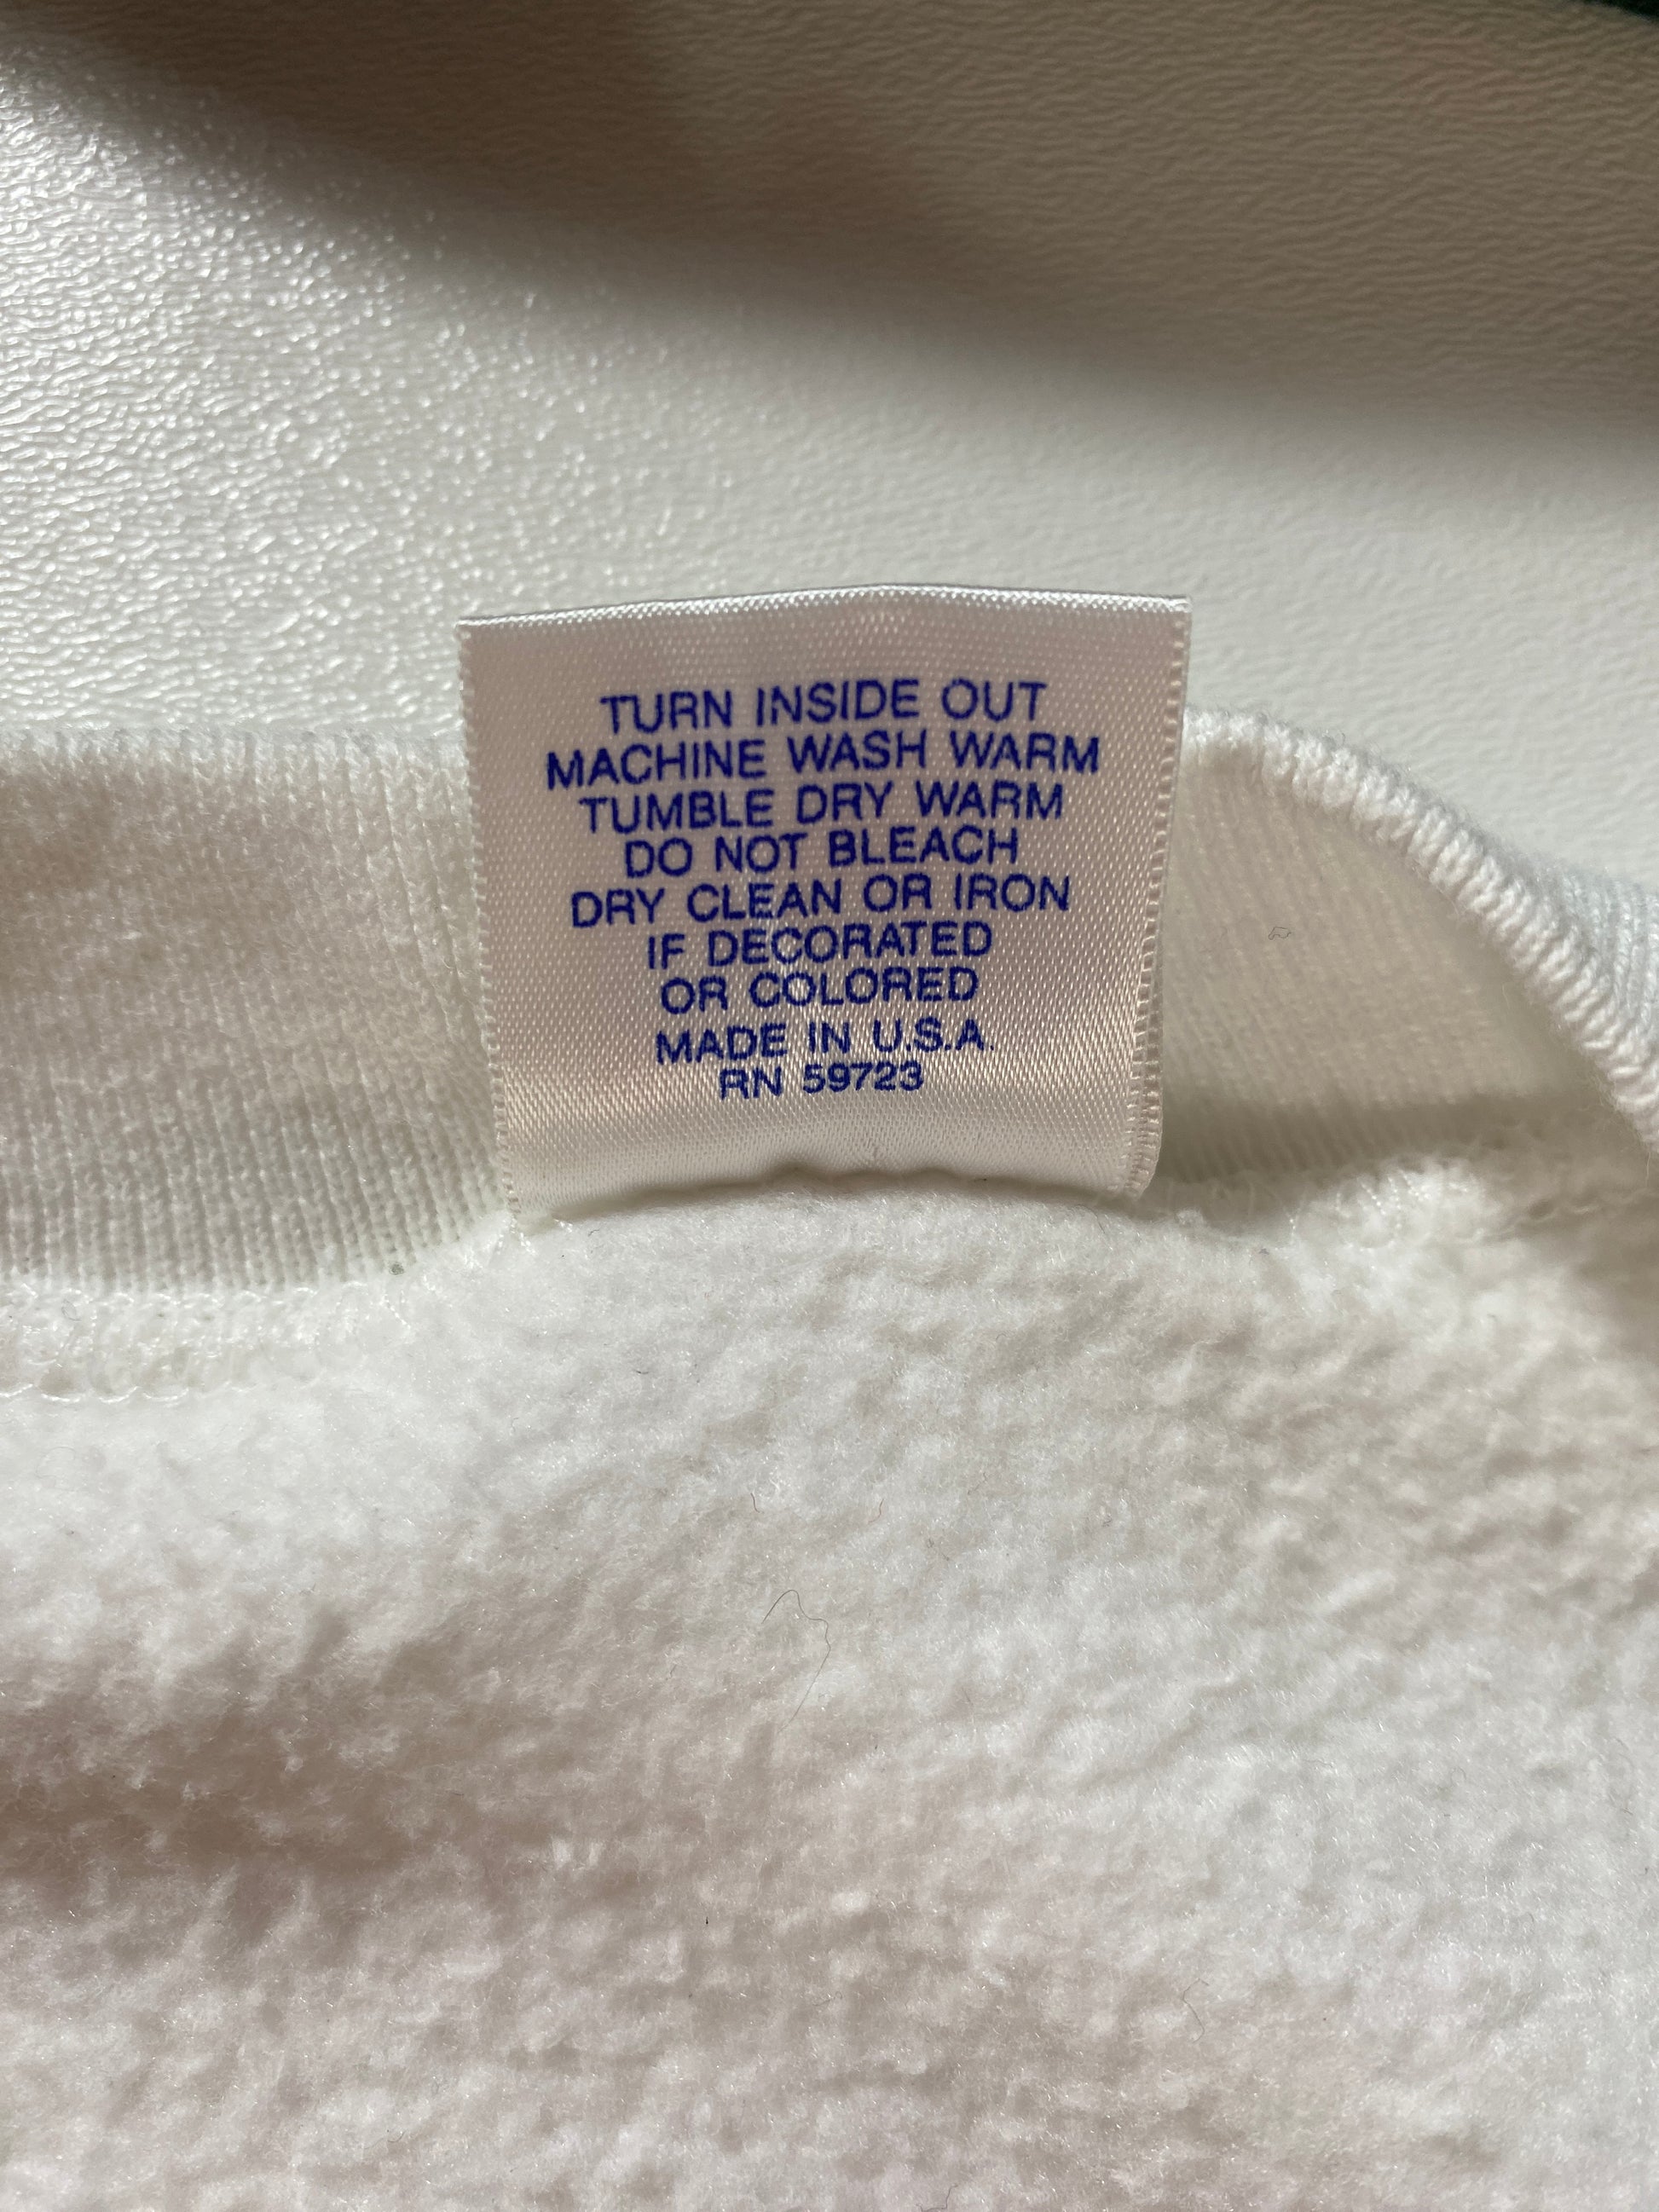 TURN INSIDE OUT
MACHINE WASH WARM
TUMBLE DRY WARM
DO NOT BLEACH
DRY CLEAN OR IRON
IF DECORATED
OR COLORED
MADE IN U.S.A.
RN 59723